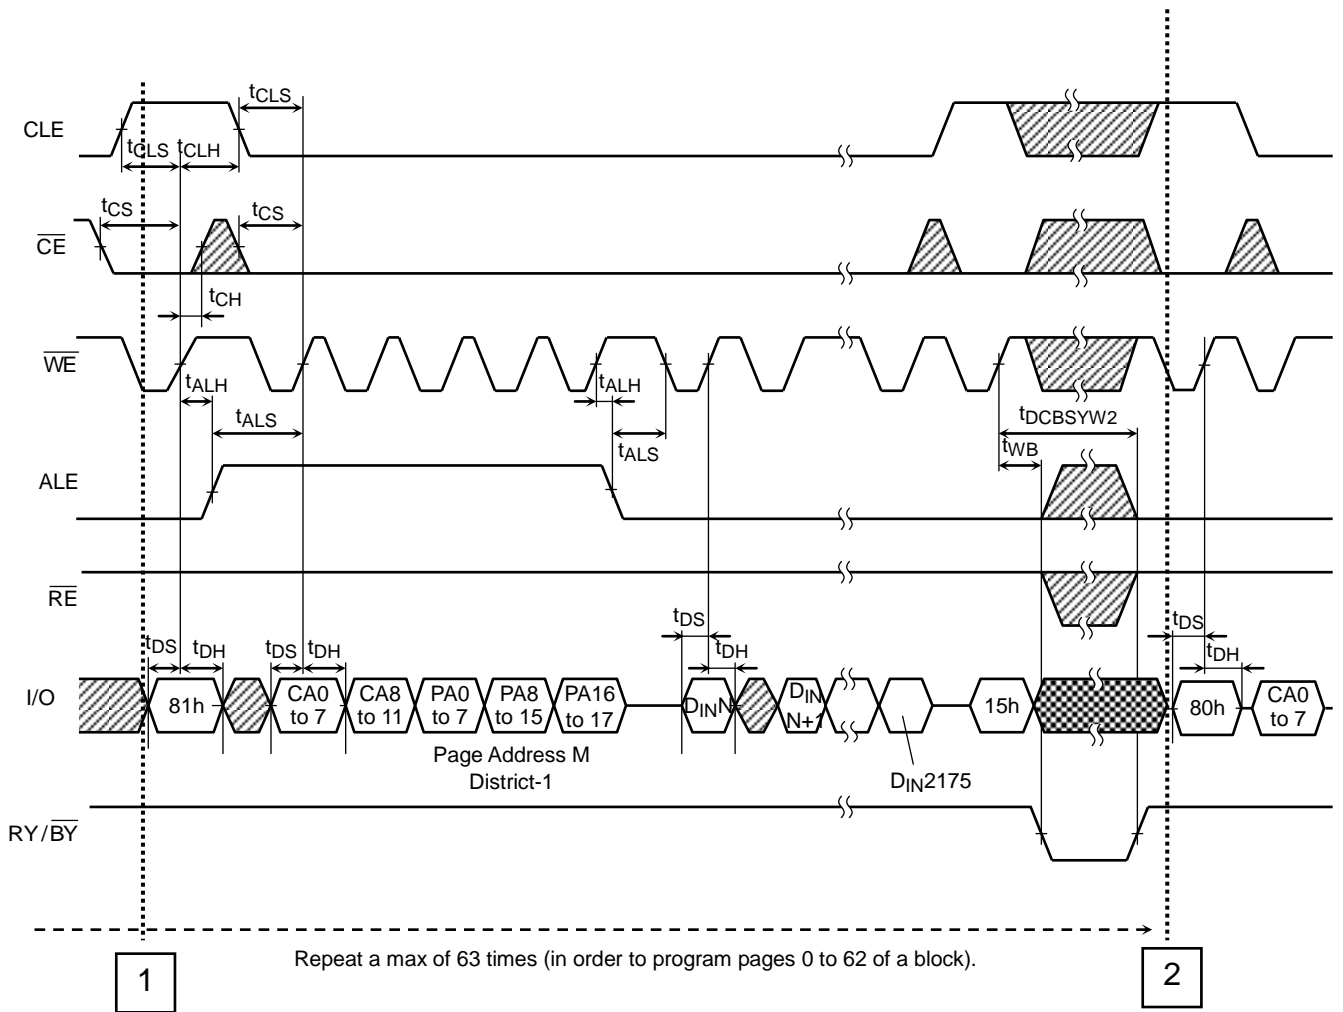 tCLS
CLE
tCLS tCLH
tCS tCS
CE
tCH
WE
tALH tALH
tALS tDCBSYW2
tALS tWB
ALE
RE
tDS tDH tDS tDH tDS tDH tDS tDH
I/O 81h CA0 to 7 CA8 to 11 PA0 to 7 PA8 to 15 PA16 to 17 DINN DIN N+1 15h 80h CA0 to 7
Page Address M
District-1
DIN2175
RY/BY
Repeat a max of 63 times (in order to program pages 0 to 62 of a block).
1 2